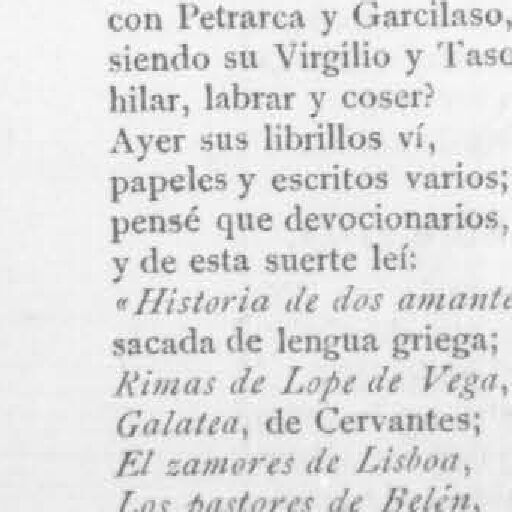 con Petrarca y Garcilaso,
siendo su Virgilio y Taso
hilar, labrar y coser?
Ayer sus librillos ví,
papeles y escritos varios;
pensé que devocionarios,
y de esta suerte leí:
«Historia de dos amante
sacada de lengua griega;
Rimas de Lope de Vega,
Galatea, de Cervantes;
El zamores de Lisboa,
Los pastores de Belén,